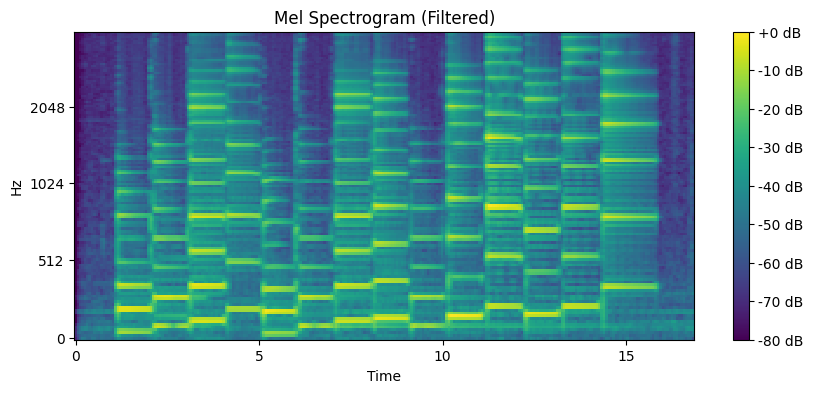 Mel Spectrogram (Filtered)
Hz
2048
1024
512
0
0 5 10 15
Time
+0 dB
-10 dB
-20 dB
-30 dB
-40 dB
-50 dB
-60 dB
-70 dB
-80 dB